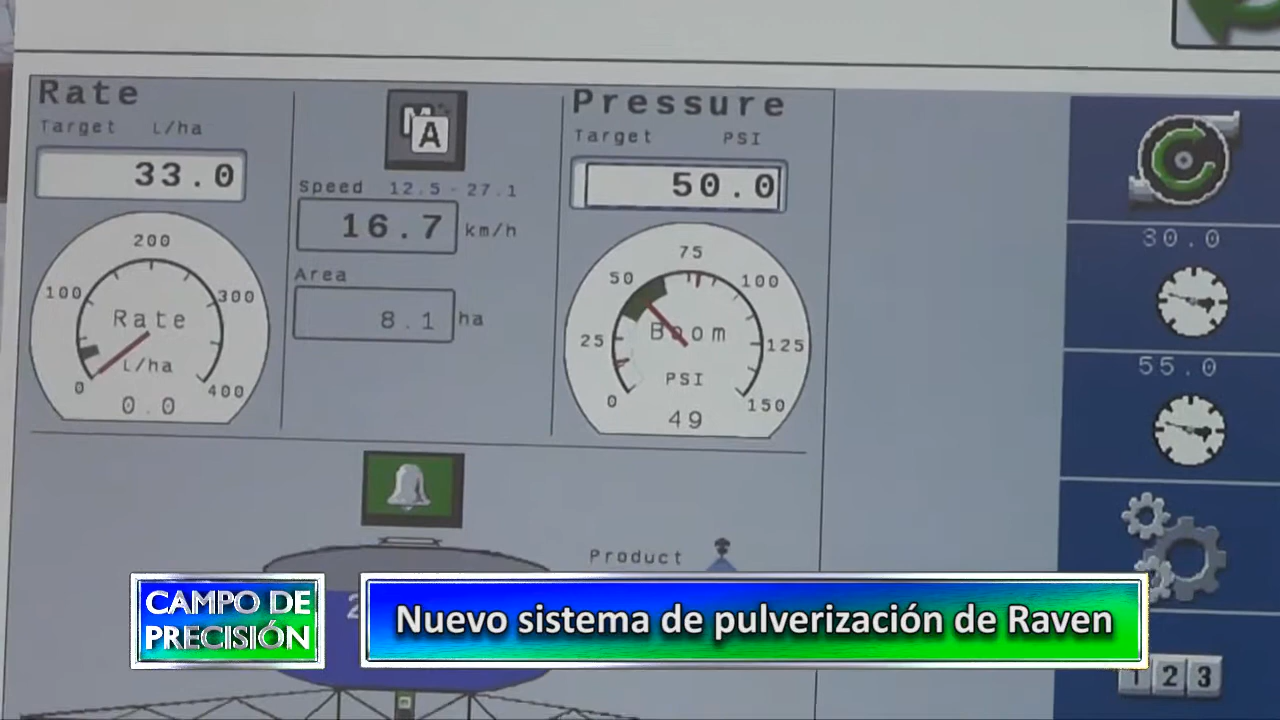 Rate
Target L/ha
33.0
200
100
300
Rate
L/ha
0
400
0.0
M
A
Speed 12.5 - 27.1
16.7 km/h
Area
8.1 ha
Pressure
Target PSI
50.0
75
50
100
Boom
25
125
PSI
0
150
49
30.0
55.0
Product
2
CAMPO DE
PRECISIÓN
Nuevo sistema de pulverización de Raven
1 2 3